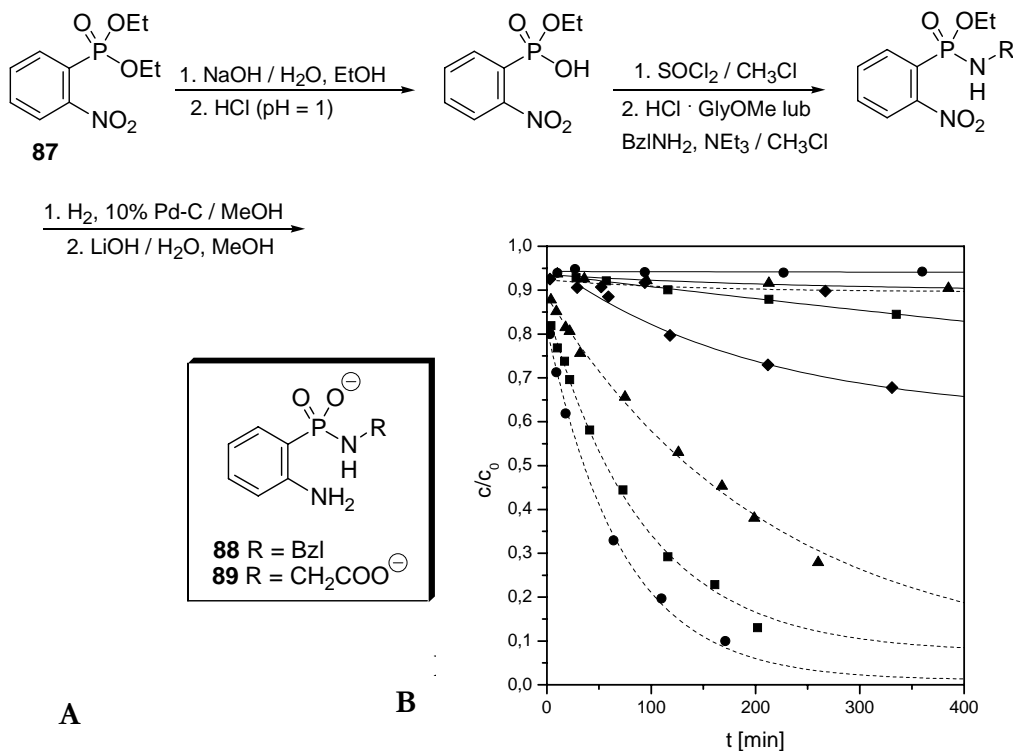 O OEt
P
OEt
NO2
87
1. NaOH / H2O, EtOH
2. HCl (pH = 1)
O OEt
P
OH
NO2
1. SOCl2 / CH3Cl
2. HCl · GlyOMe lub
BzlNH2, NEt3 / CH3Cl
O OEt
P R
N
H
NO2
1. H2, 10% Pd-C / MeOH
2. LiOH / H2O, MeOH
O O⊖
P R
N
H
NH2
88 R = Bzl
89 R = CH2COO⊖
A
B
1,0
0,9
0,8
0,7
0,6
0,5
0,4
0,3
0,2
0,1
0,0
c/c0
0 100 200 300 400
t [min]